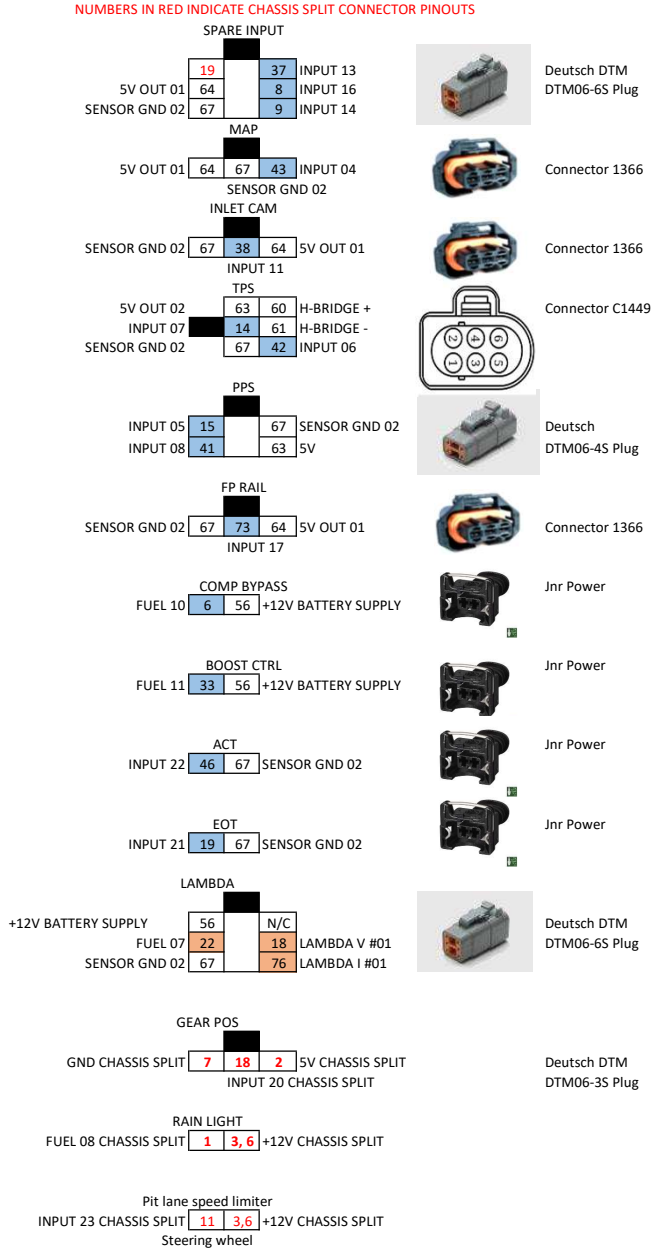 NUMBERS IN RED INDICATE CHASSIS SPLIT CONNECTOR PINOUTS
SPARE INPUT
19 37 INPUT 13 Deutsch DTM
5V OUT 01 64 8 INPUT 16 DTM06-6S Plug
SENSOR GND 02 67 9 INPUT 14
MAP
5V OUT 01 64 67 43 INPUT 04 Connector 1366
SENSOR GND 02
INLET CAM
SENSOR GND 02 67 38 64 5V OUT 01 Connector 1366
INPUT 11
TPS
5V OUT 02 63 60 H-BRIDGE + Connector C1449
INPUT 07 14 61 H-BRIDGE -
SENSOR GND 02 67 42 INPUT 06
2 4 6
1 3 5
PPS
INPUT 05 15 67 SENSOR GND 02 Deutsch
INPUT 08 41 63 5V DTM06-4S Plug
FP RAIL
SENSOR GND 02 67 73 64 5V OUT 01 Connector 1366
INPUT 17
COMP BYPASS Jnr Power
FUEL 10 6 56 +12V BATTERY SUPPLY
BOOST CTRL Jnr Power
FUEL 11 33 56 +12V BATTERY SUPPLY
ACT Jnr Power
INPUT 22 46 67 SENSOR GND 02
EOT Jnr Power
INPUT 21 19 67 SENSOR GND 02
LAMBDA
+12V BATTERY SUPPLY 56 N/C Deutsch DTM
FUEL 07 22 18 LAMBDA V #01 DTM06-6S Plug
SENSOR GND 02 67 76 LAMBDA I #01
GEAR POS
GND CHASSIS SPLIT 7 18 2 5V CHASSIS SPLIT Deutsch DTM
INPUT 20 CHASSIS SPLIT DTM06-3S Plug
RAIN LIGHT
FUEL 08 CHASSIS SPLIT 1 3, 6 +12V CHASSIS SPLIT
Pit lane speed limiter
INPUT 23 CHASSIS SPLIT 11 3,6 +12V CHASSIS SPLIT
Steering wheel